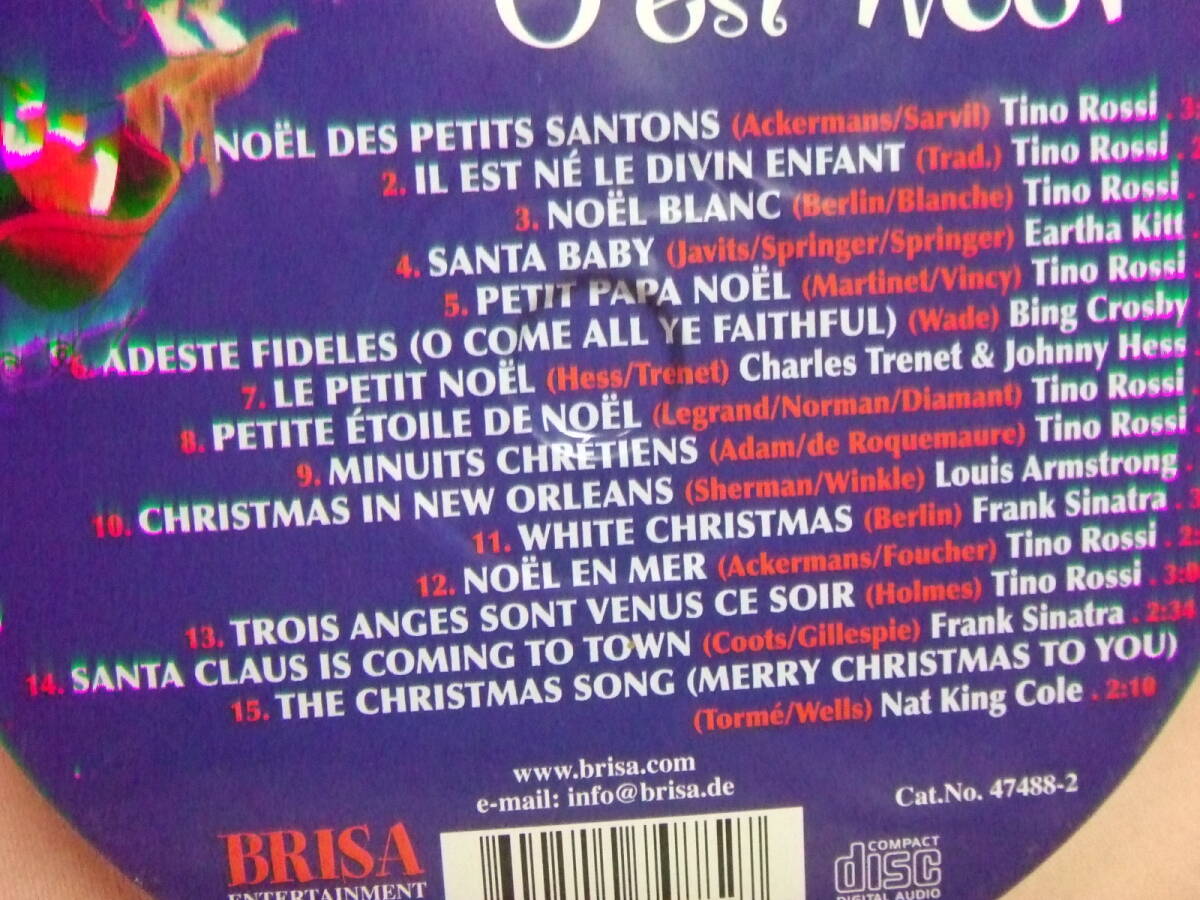 C'est Noël
NOËL DES PETITS SANTONS (Ackermans/Sarvil) Tino Rossi .
2. IL EST NÉ LE DIVIN ENFANT (Trad.) Tino Rossi .
3. NOËL BLANC (Berlin/Blanche) Tino Rossi .
4. SANTA BABY (Javits/Springer/Springer) Eartha Kitt .
5. PETIT PAPA NOËL (Martinet/Vincy) Tino Rossi .
6. ADESTE FIDELES (O COME ALL YE FAITHFUL) (Wade) Bing Crosby
7. LE PETIT NOËL (Hess/Trenet) Charles Trenet & Johnny Hess .
8. PETITE ÉTOILE DE NOËL (Legrand/Norman/Diamant) Tino Rossi
9. MINUITS CHRÉTIENS (Adam/de Roquemaure) Tino Rossi .
10. CHRISTMAS IN NEW ORLEANS (Sherman/Winkle) Louis Armstrong .
11. WHITE CHRISTMAS (Berlin) Frank Sinatra .
12. NOËL EN MER (Ackermans/Foucher) Tino Rossi .
13. TROIS ANGES SONT VENUS CE SOIR (Holmes) Tino Rossi .
14. SANTA CLAUS IS COMING TO TOWN (Coots/Gillespie) Frank Sinatra . 2:34
15. THE CHRISTMAS SONG (MERRY CHRISTMAS TO YOU)
(Tormé/Wells) Nat King Cole . 2:10
www.brisa.com
e-mail: info@brisa.de
Cat.No. 47488-2
BRISA
ENTERTAINMENT
COMPACT
disc
DIGITAL AUDIO